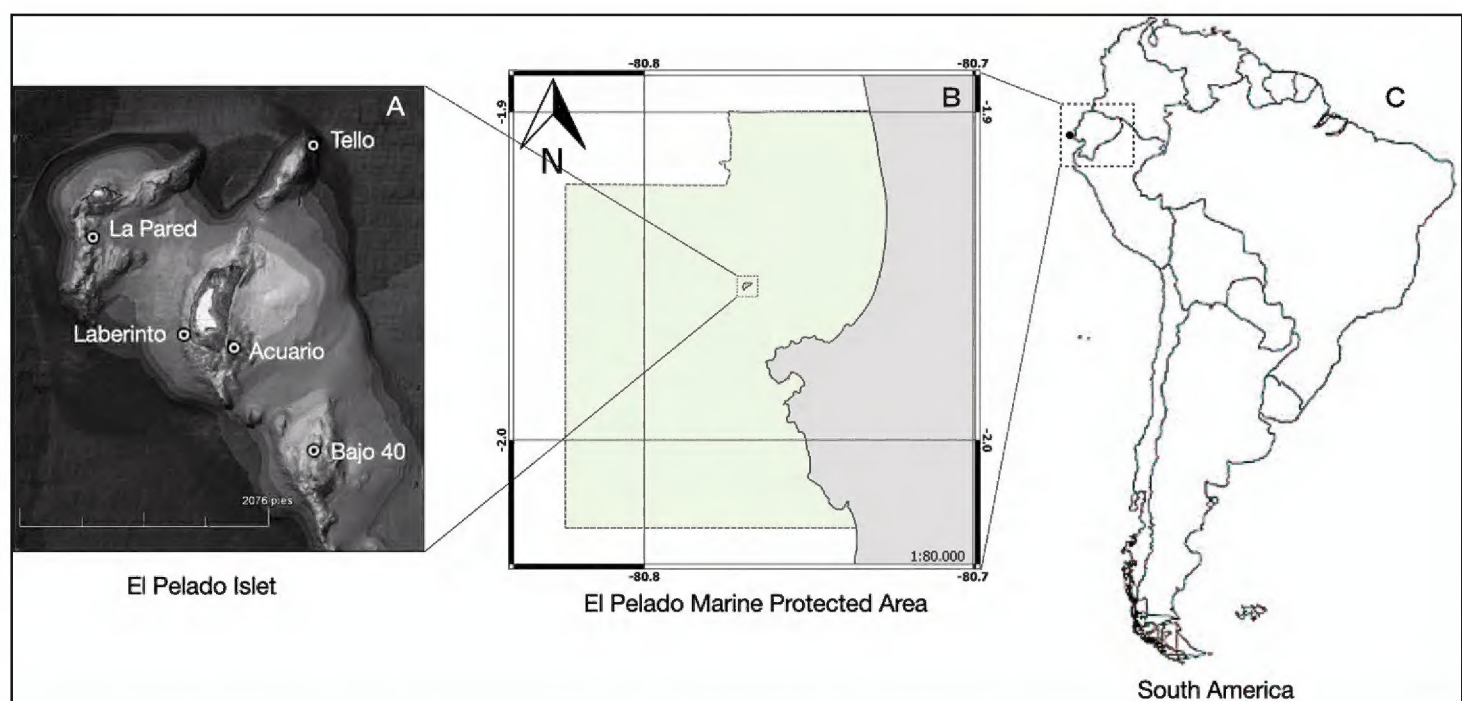 A
Tello
La Pared
Laberinto
Acuario
Bajo 40
2076 p:es
El Pelado Islet
-80.8
-80.7
B
-1.9
-1.9
N
-2.0
-2.0
1:80.000
-80.8
-80.7
El Pelado Marine Protected Area
C
South America